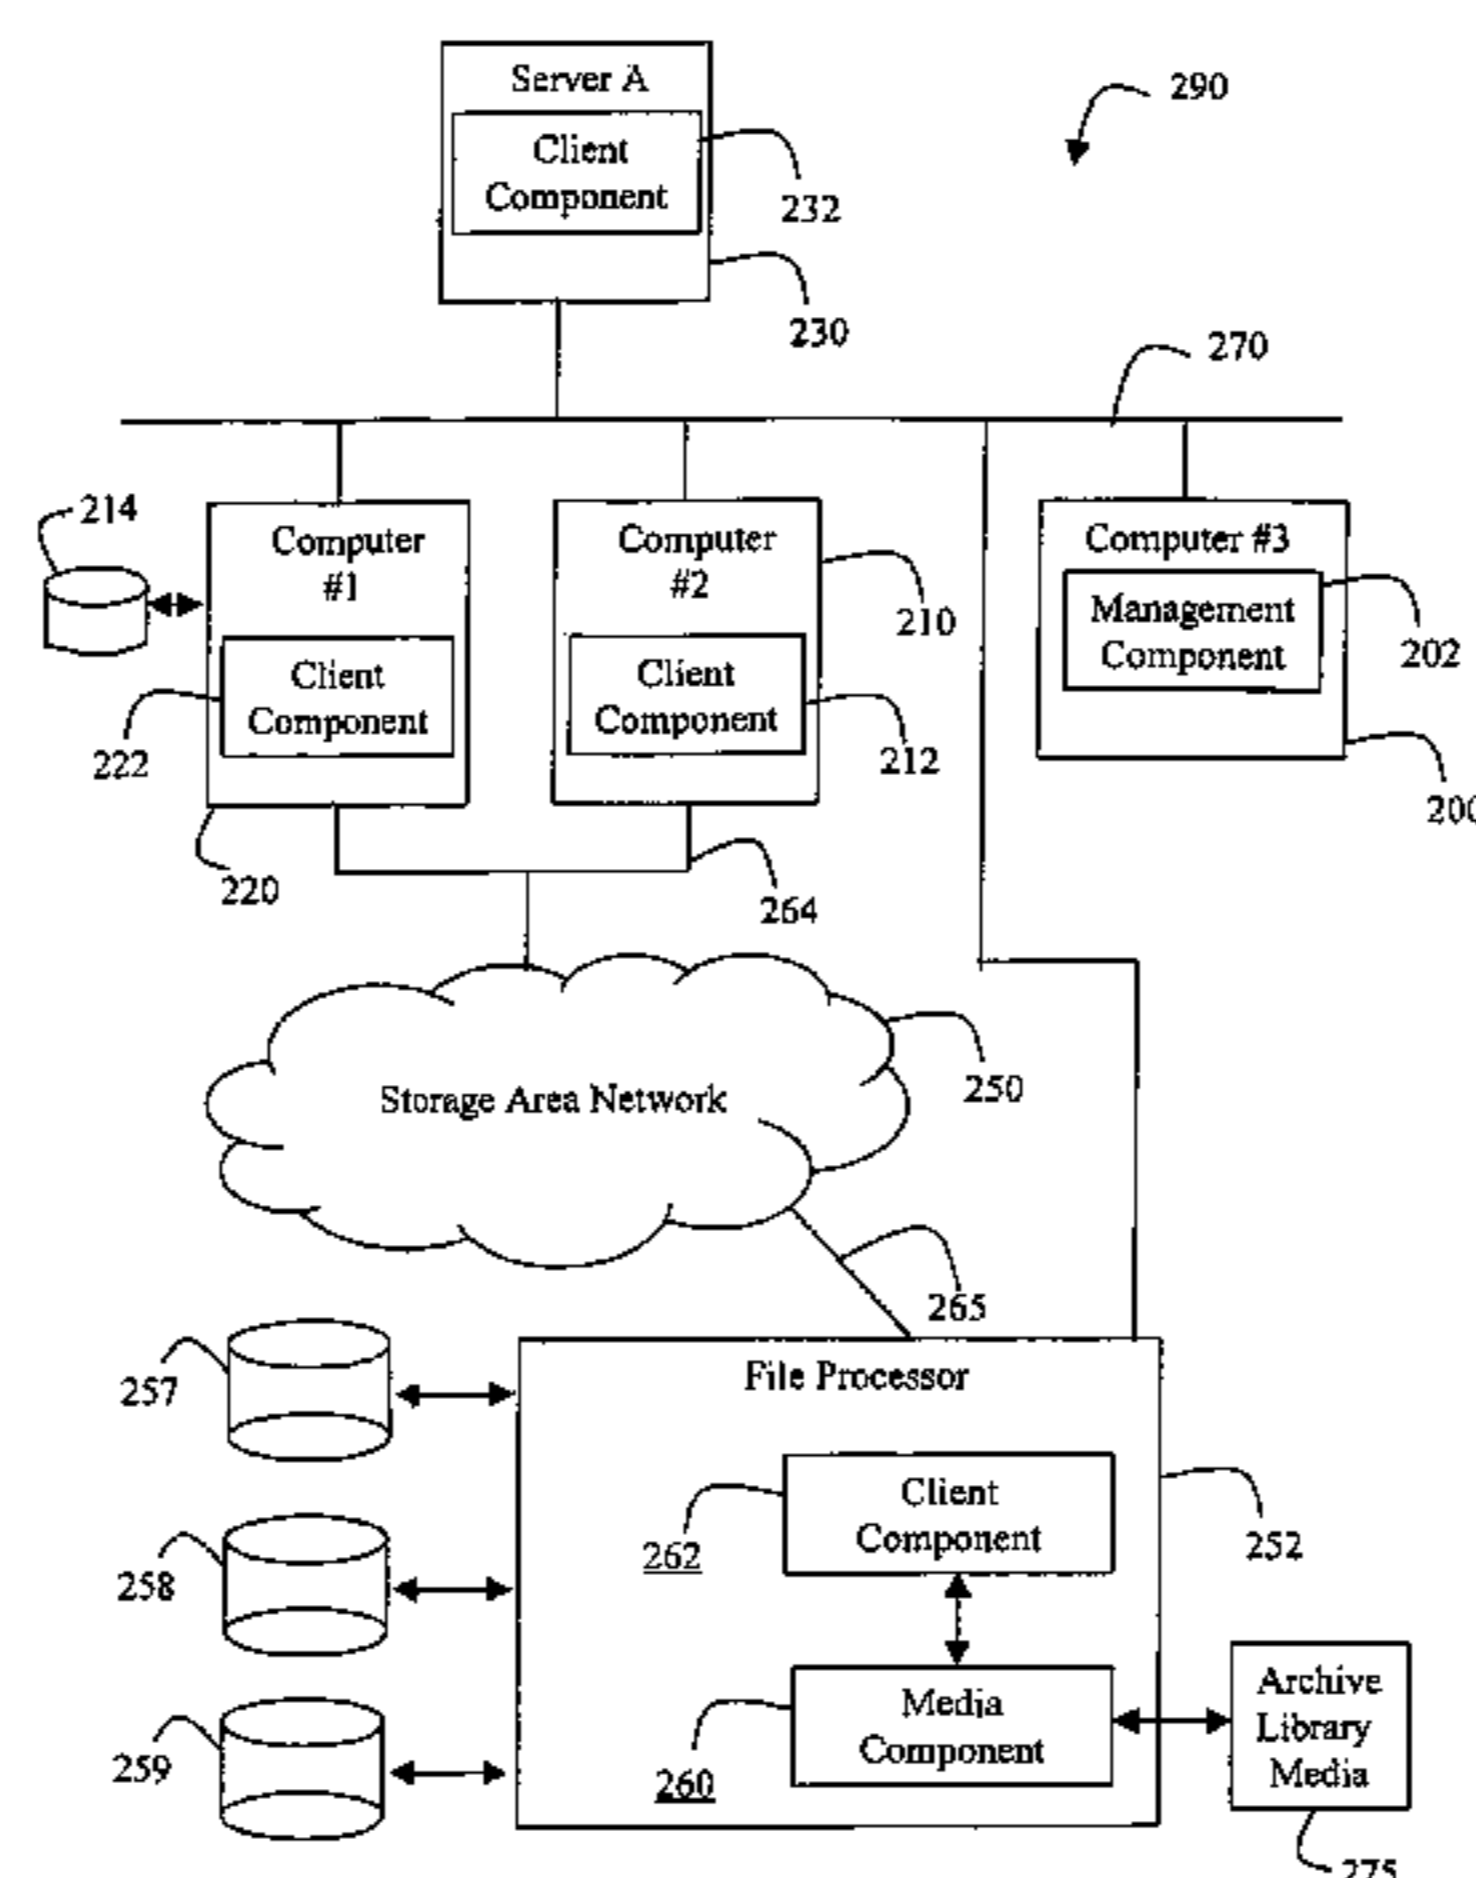 Server A
Client
Component
290
232
230
270
214
Computer
#1
Client
Component
222
220
Computer
#2
Client
Component
210
212
264
Computer #3
Management
Component
202
200
Storage Area Network
250
265
257
258
259
File Processor
Client
Component
262
252
Media
Component
260
Archive
Library
Media
275